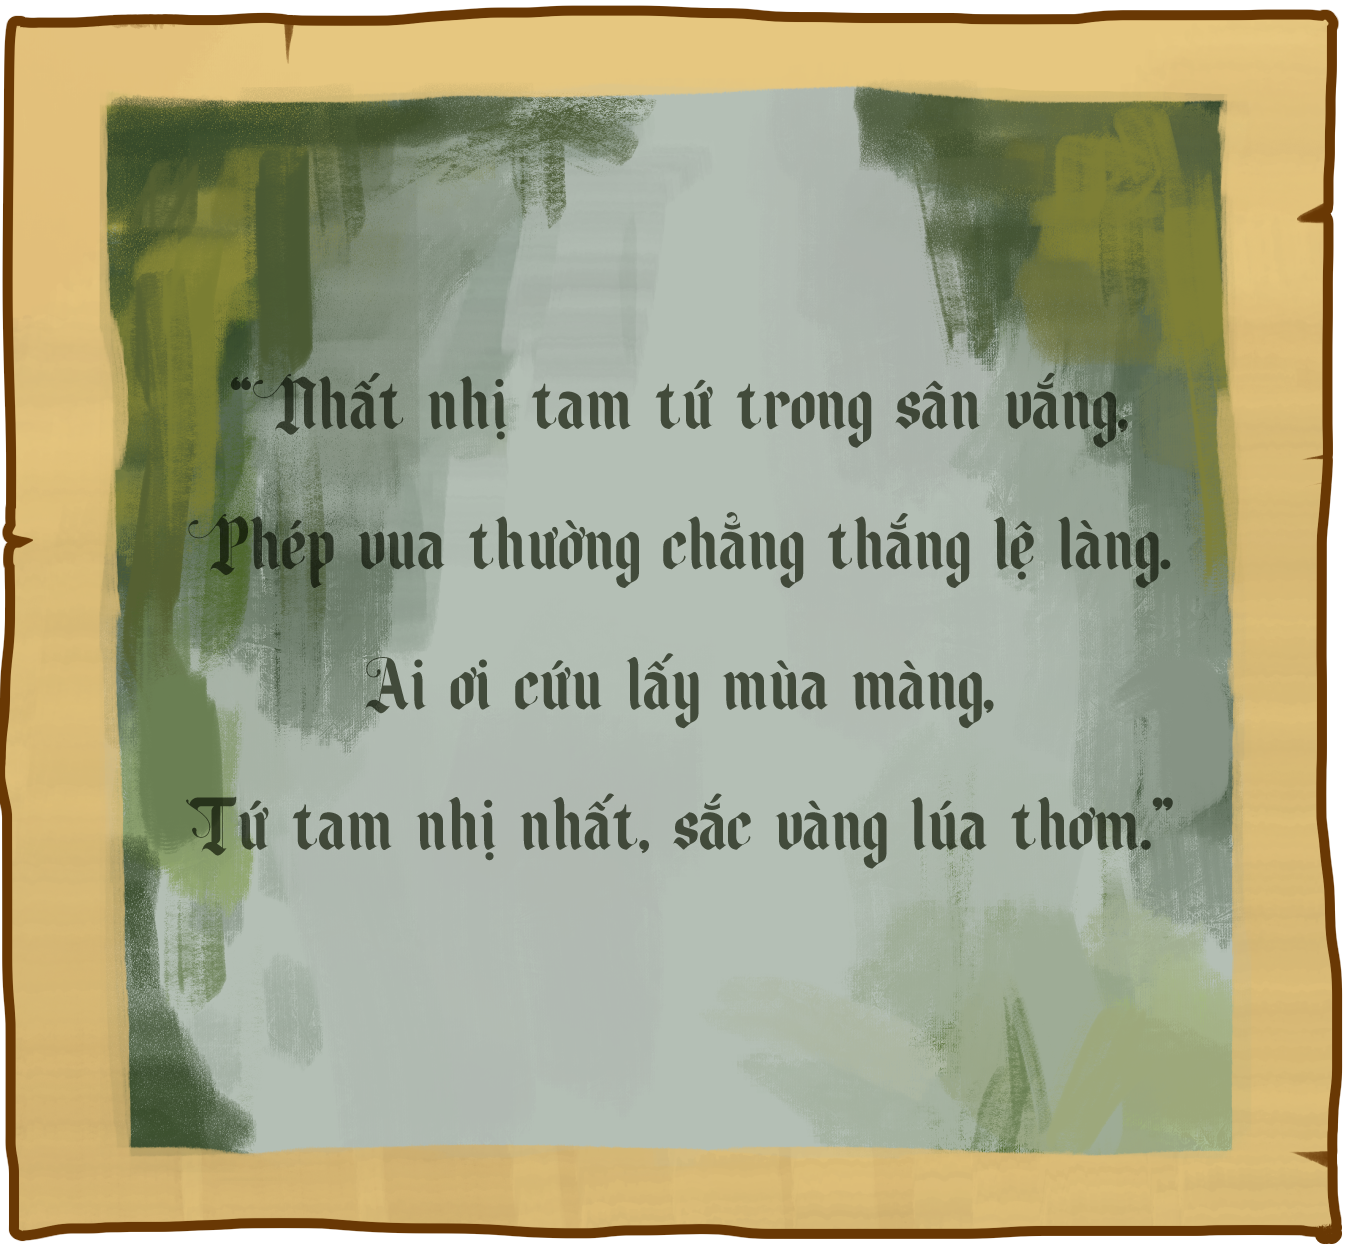 “Nhất nhị tam tứ trong sân vắng,
Phép vua thường chẳng thắng lệ làng.
Ai ơi cứu lấy mùa màng,
Tứ tam nhị nhất, sắc vàng lúa thơm.”